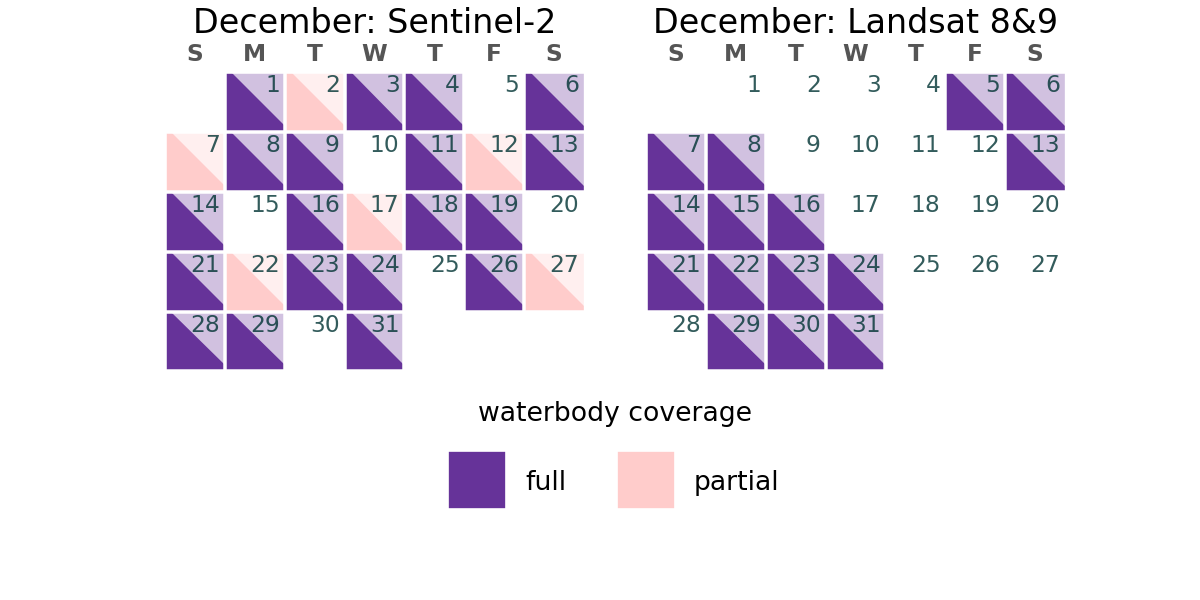 December: Sentinel-2
S M T W T F S
1 2 3 4 5 6
7 8 9 10 11 12 13
14 15 16 17 18 19 20
21 22 23 24 25 26 27
28 29 30 31
December: Landsat 8&9
S M T W T F S
1 2 3 4 5 6
7 8 9 10 11 12 13
14 15 16 17 18 19 20
21 22 23 24 25 26 27
28 29 30 31
waterbody coverage
full partial